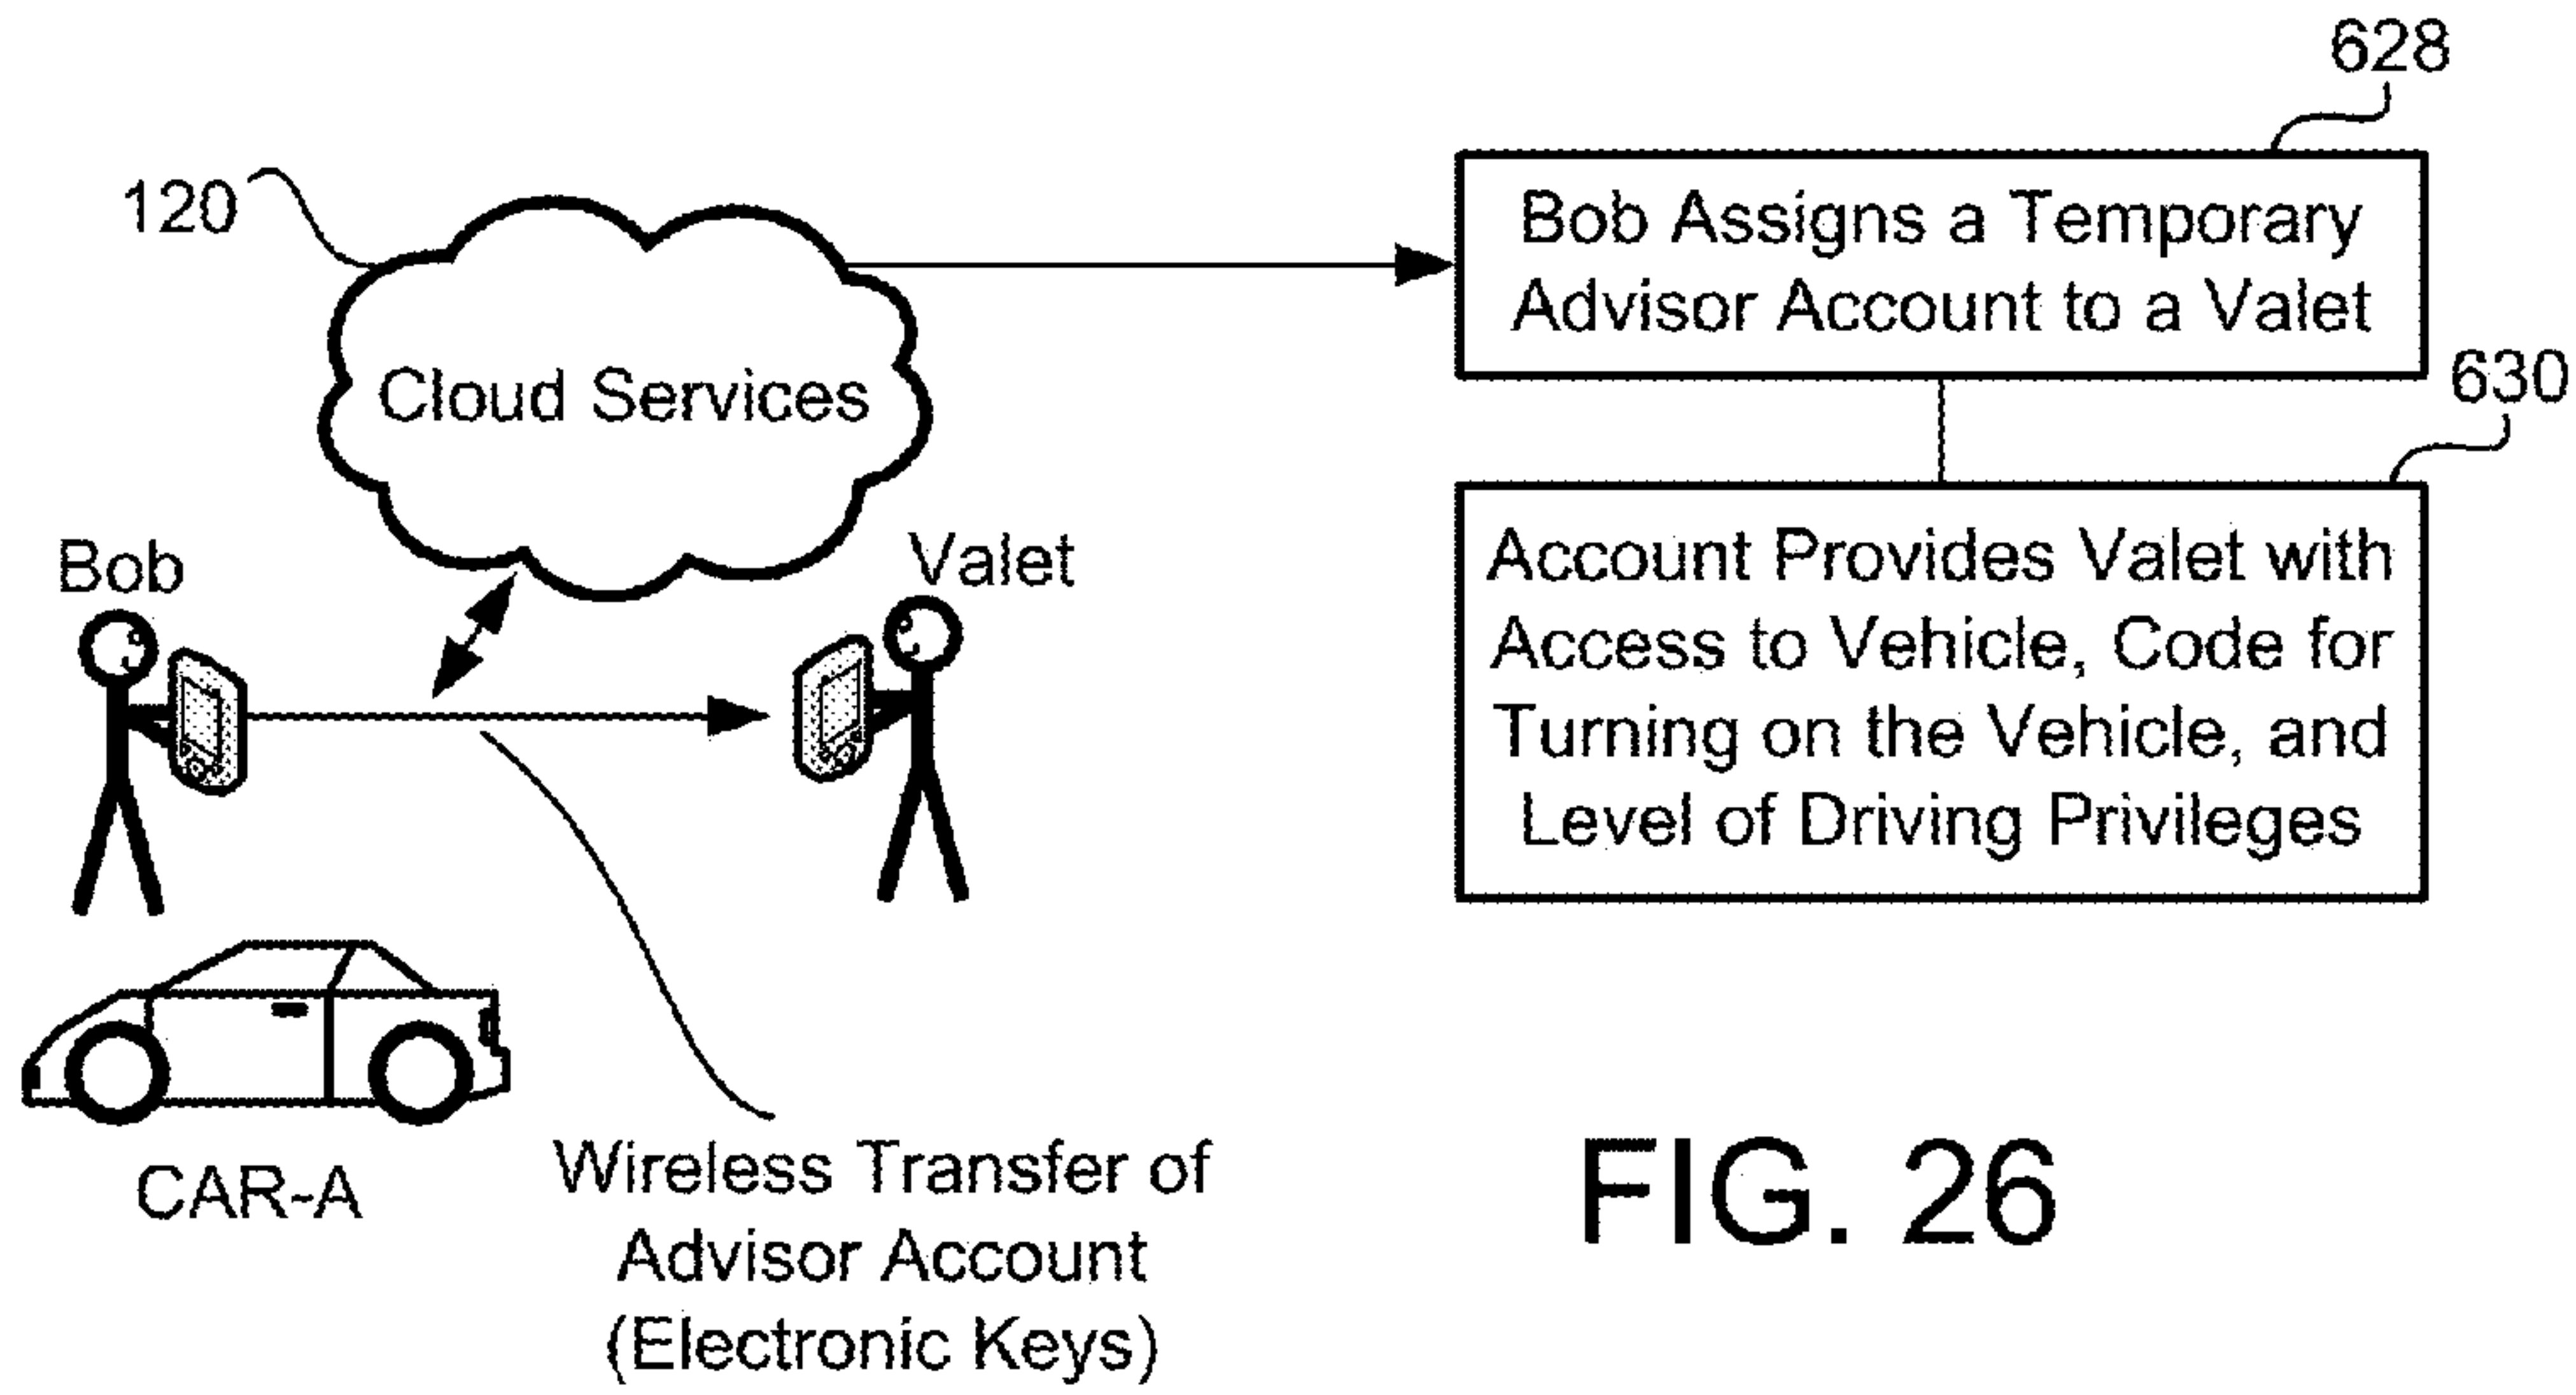 628
120
Bob Assigns a Temporary
Advisor Account to a Valet
Cloud Services
630
Bob
Valet
Account Provides Valet with
Access to Vehicle, Code for
Turning on the Vehicle, and
Level of Driving Privileges
CAR-A
Wireless Transfer of
Advisor Account
(Electronic Keys)
FIG. 26